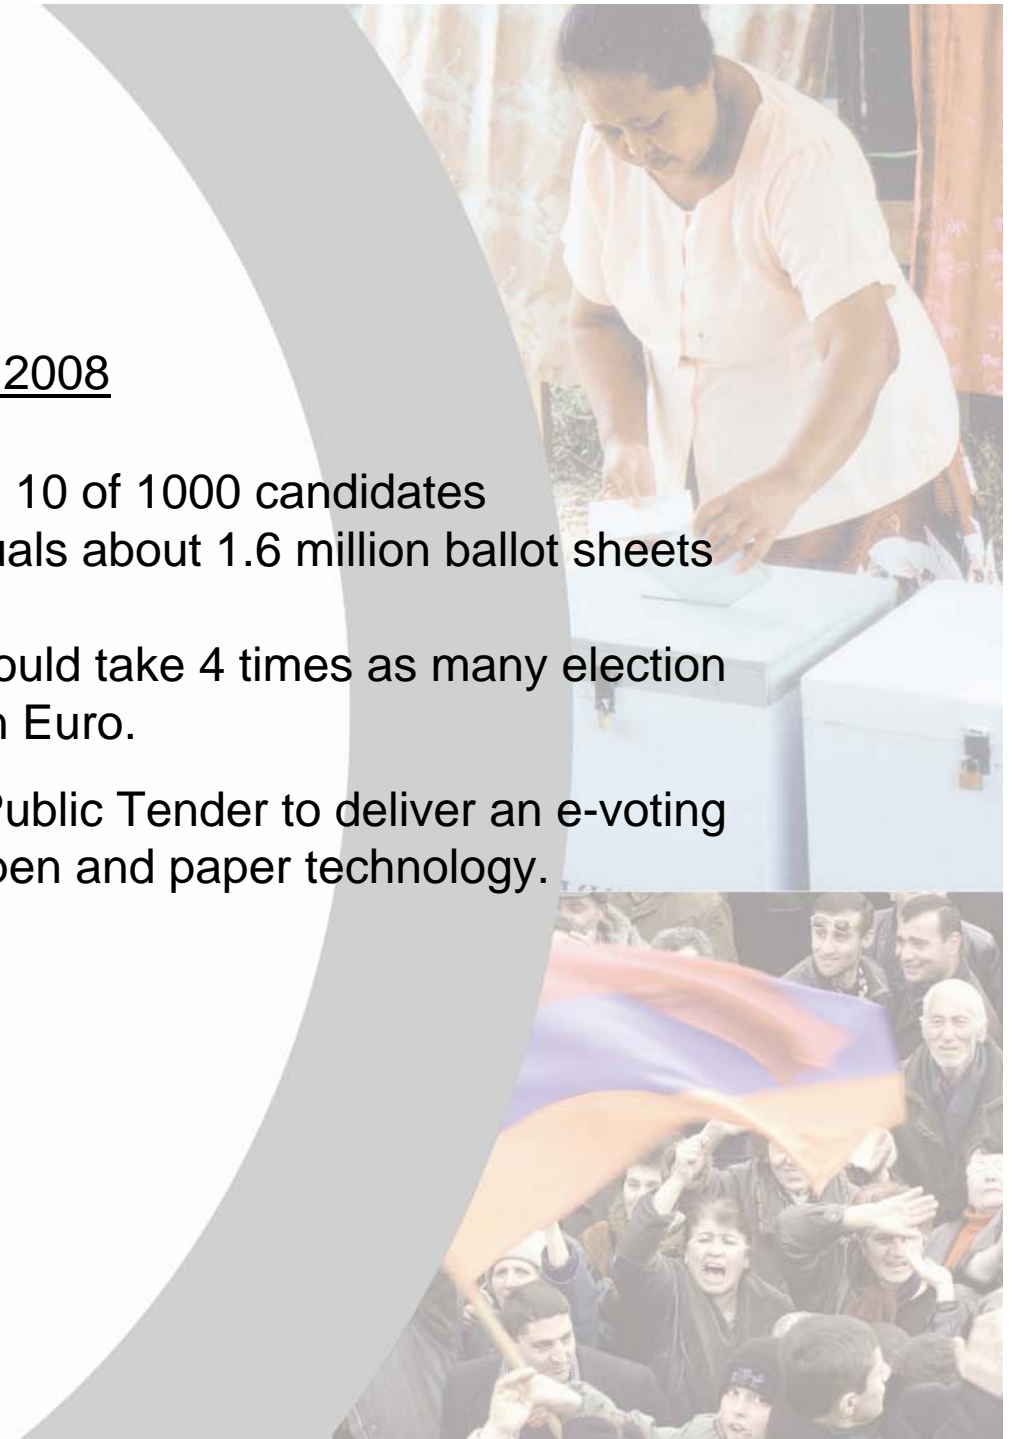 2008
10 of 1000 candidates
uals about 1.6 million ballot sheets
ould take 4 times as many election
n Euro.
Public Tender to deliver an e-voting
pen and paper technology.